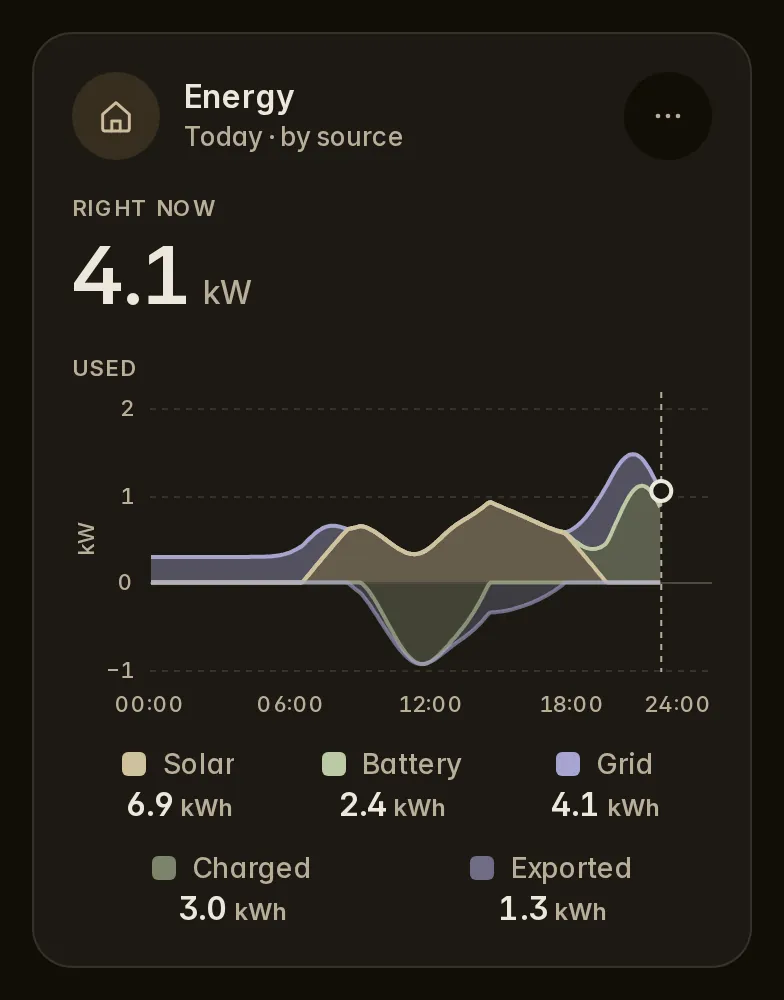 Energy
Today · by source
RIGHT NOW
4.1 kW
USED
2
1
kW
0
−1
00:00 06:00 12:00 18:00 24:00
Solar Battery Grid
6.9 kWh 2.4 kWh 4.1 kWh
Charged Exported
3.0 kWh 1.3 kWh